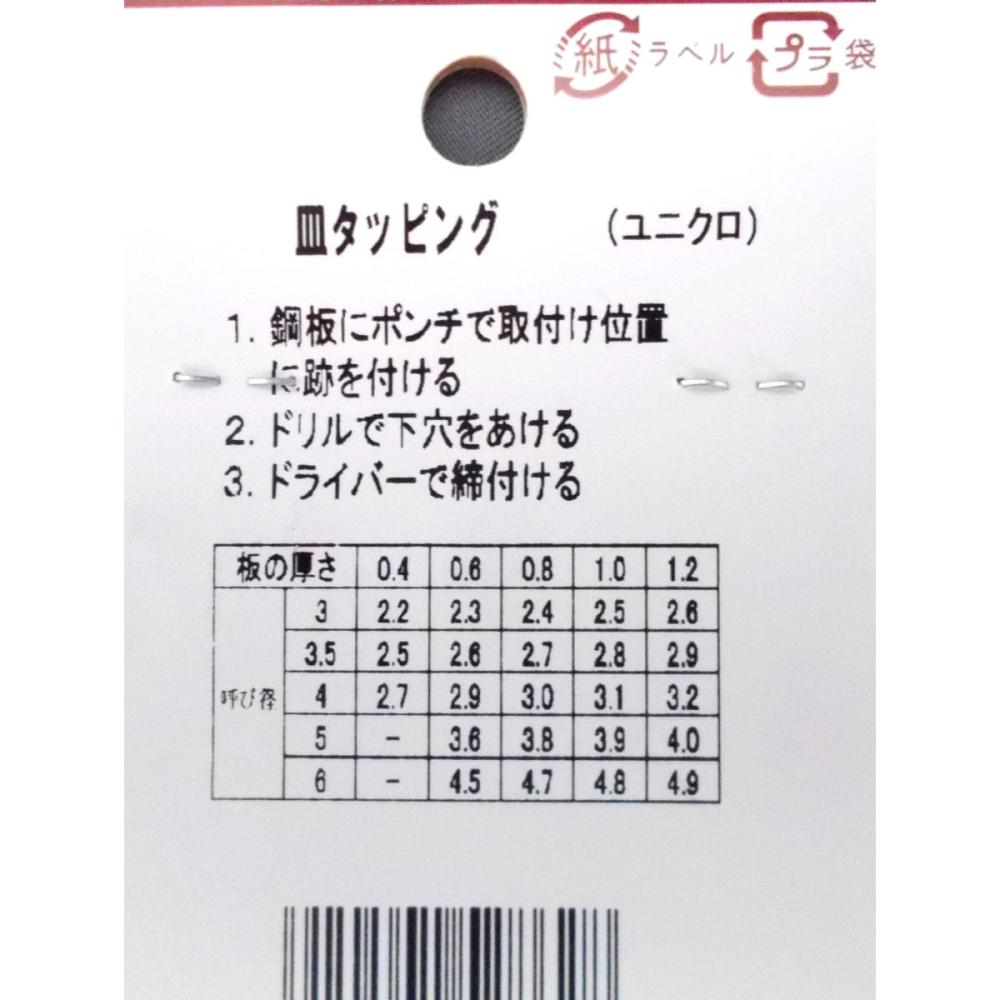 紙 ラベル プラ 袋
皿タッピング (ユニクロ)
1. 鋼板にポンチで取付け位置
に跡を付ける
2. ドリルで下穴をあける
3. ドライバーで締付ける
板の厚さ 0.4 0.6 0.8 1.0 1.2
3 2.2 2.3 2.4 2.5 2.6
3.5 2.5 2.6 2.7 2.8 2.9
呼び径 4 2.7 2.9 3.0 3.1 3.2
5 - 3.6 3.8 3.9 4.0
6 - 4.5 4.7 4.8 4.9